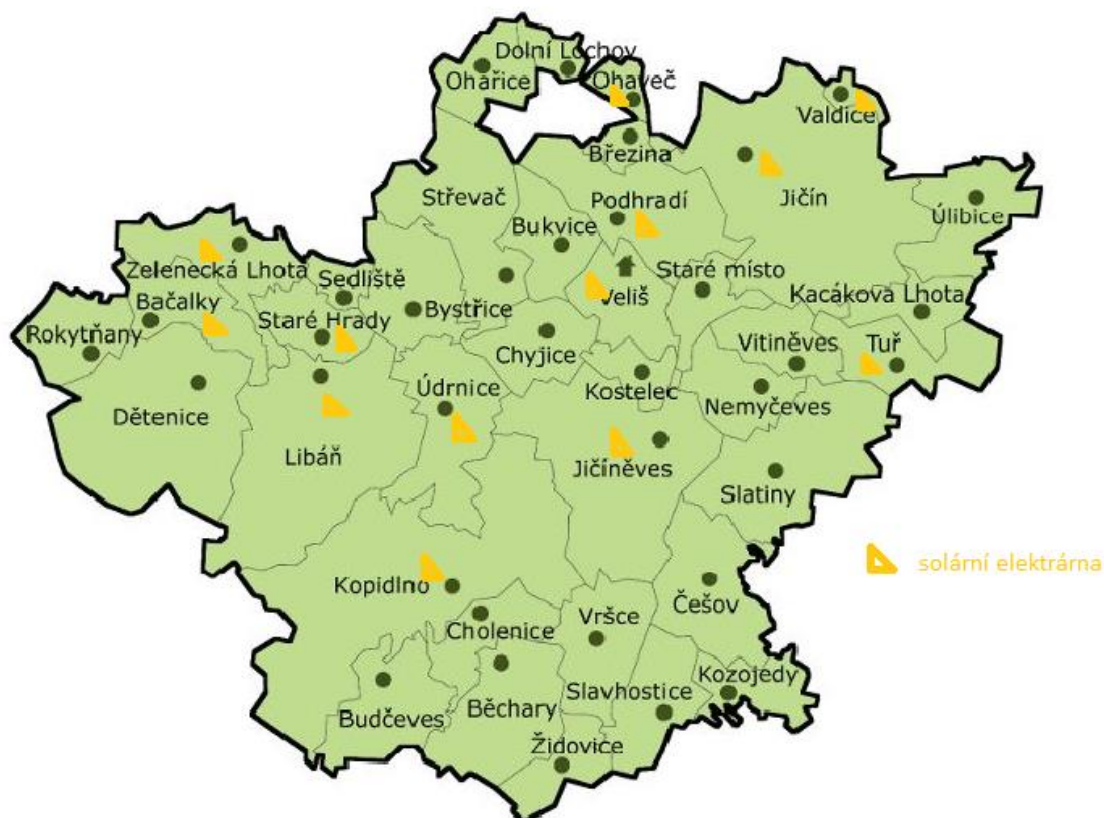 Dolní Lochov
Ohařice
Ohaveč
Valdice
Březina
Střevač
Podhradí
Jičín
Úlibice
Bukvice
Zelenecká Lhota
Sedliště
Staré místo
Veliš
Kacákova Lhota
Bačalky
Bystřice
Staré Hrady
Rokytňany
Vitiněves
Tuř
Chyjice
Údrnice
Kostelec
Dětenice
Nemyčeves
Libáň
Jičíněves
Slatiny
solární elektrárna
Kopidlno
Češov
Vršce
Cholenice
Kozojedy
Slavhostice
Běchary
Budčeves
Židovice